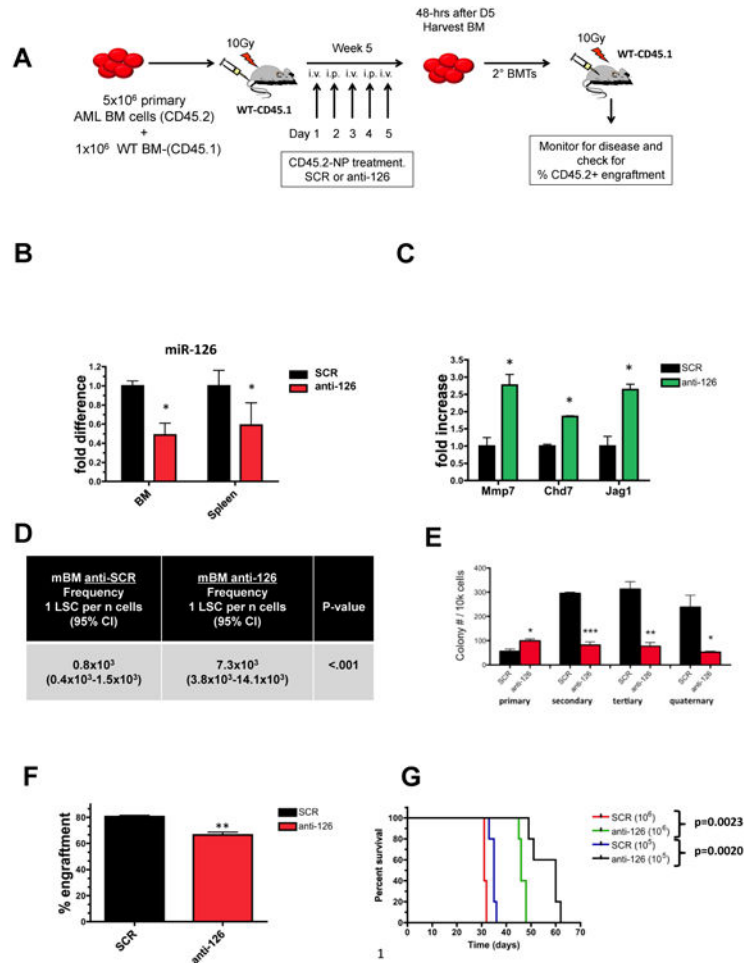 A
5x10⁶ primary
AML BM cells (CD45.2)
+
1x10⁶ WT BM-(CD45.1)
10Gy
WT-CD45.1
Week 5
i.v. i.p. i.v. i.p. i.v.
Day 1 2 3 4 5
CD45.2-NP treatment.
SCR or anti-126
48-hrs after D5
Harvest BM
2° BMTs
10Gy
WT-CD45.1
Monitor for disease and
check for
% CD45.2+ engraftment
B
miR-126
fold difference
1.2
1.0
0.8
0.6
0.4
0.2
0.0
* *
BM Spleen
SCR
anti-126
C
fold increase
3.5
3.0
2.5
2.0
1.5
1.0
0.5
0.0
* * *
Mmp7 Chd7 Jag1
SCR
anti-126
D
mBM anti-SCR
Frequency
1 LSC per n cells
(95% CI)
mBM anti-126
Frequency
1 LSC per n cells
(95% CI)
P-value
0.8x10³
(0.4x10³-1.5x10³)
7.3x10³
(3.8x10³-14.1x10³)
<.001
E
Colony # / 10k cells
400
300
200
100
0
* *** ** *
SCR anti-126 SCR anti-126 SCR anti-126 SCR anti-126
primary secondary tertiary quaternary
F
% engraftment
80
60
40
20
0
**
SCR anti-126
SCR
anti-126
G
Percent survival
100
80
60
40
20
0
0 10 20 30 40 50 60 70
Time (days)
SCR (10⁶)
anti-126 (10⁶)
SCR (10⁵)
anti-126 (10⁵)
p=0.0023
p=0.0020
1